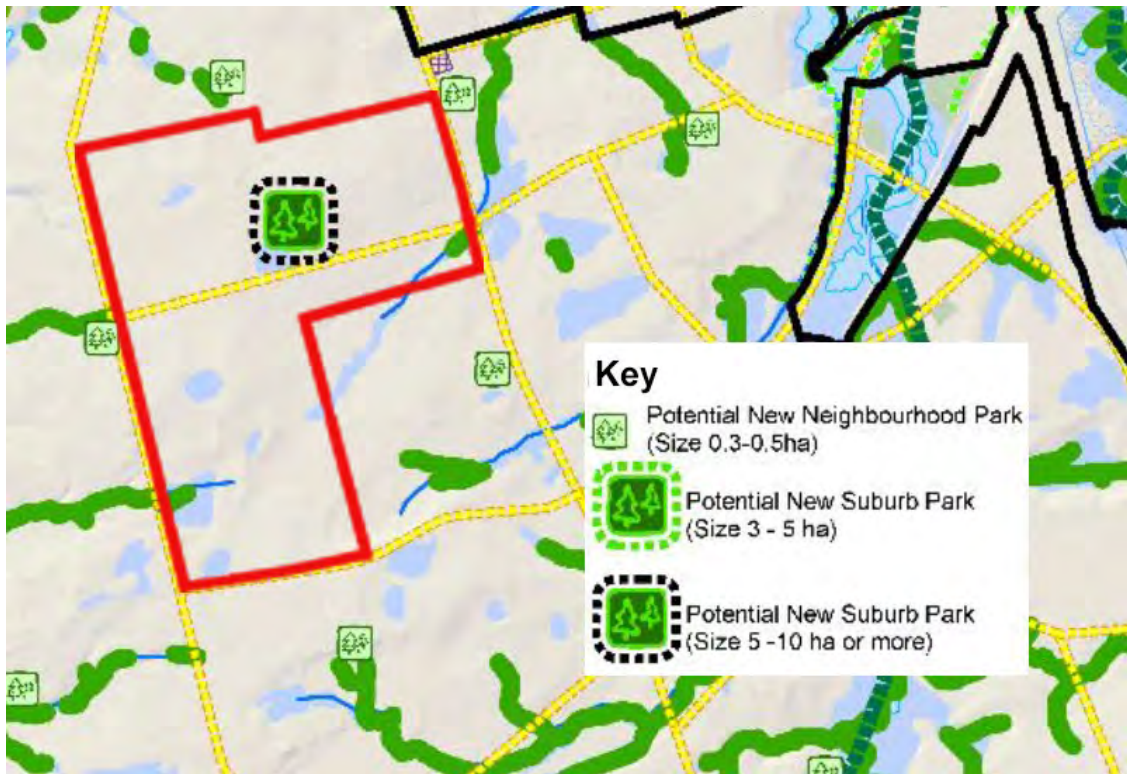 Key
Potential New Neighbourhood Park
(Size 0.3-0.5ha)
Potential New Suburb Park
(Size 3 - 5 ha)
Potential New Suburb Park
(Size 5 -10 ha or more)